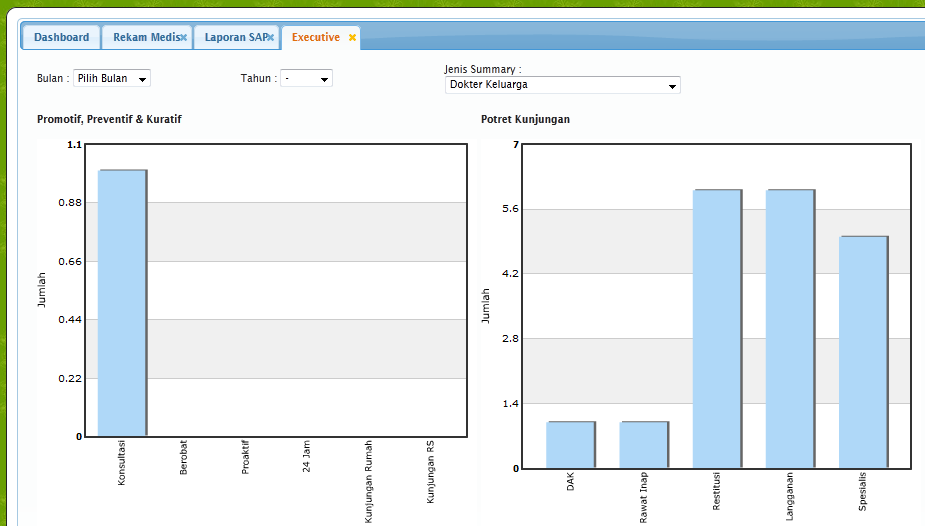 Dashboard Rekam Medis Laporan SAP Executive
Bulan : Pilih Bulan Tahun : - Jenis Summary :
Dokter Keluarga
Promotif, Preventif & Kuratif
1.1
0.88
0.66
0.44
0.22
0
Jumlah
Konsultasi
Berobat
Proaktif
24 Jam
Kunjungan Rumah
Kunjungan RS
Potret Kunjungan
7
5.6
4.2
2.8
1.4
0
Jumlah
DAK
Rawat Inap
Restitusi
Langganan
Spesialis